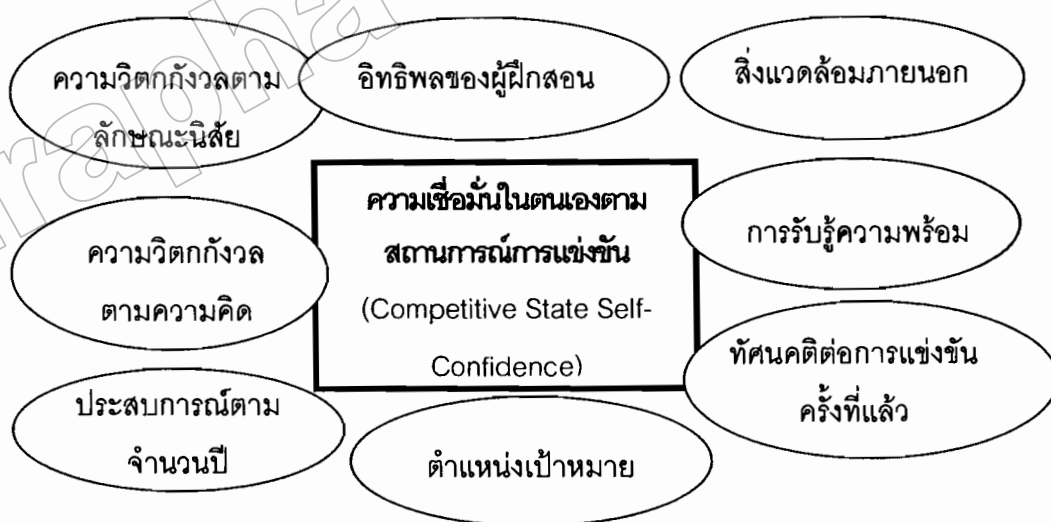 ความวิตกกังวลตาม
ลักษณะนิสัย
อิทธิพลของผู้ฝึกสอน
สิ่งแวดล้อมภายนอก
ความเชื่อมั่นในตนเองตาม
สถานการณ์การแข่งขัน
(Competitive State Self-
Confidence)
ความวิตกกังวล
ตามความคิด
การรับรู้ความพร้อม
ทัศนคติต่อการแข่งขัน
ครั้งที่แล้ว
ประสบการณ์ตาม
จำนวนปี
ตำแหน่งเป้าหมาย